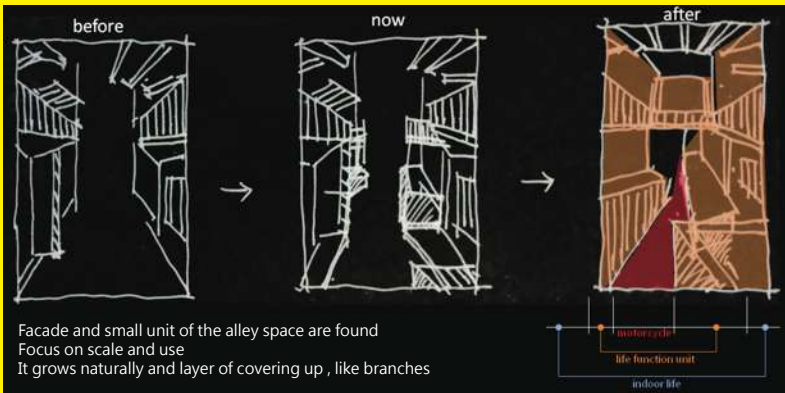 before
now
after
Facade and small unit of the alley space are found
Focus on scale and use
It grows naturally and layer of covering up , like branches
motorcycle
life function unit
indoor life